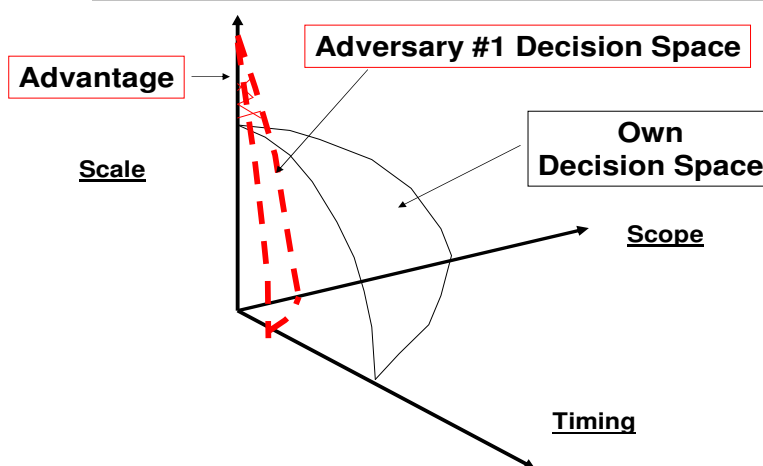 Adversary #1 Decision Space
Advantage
Own
Decision Space
Scale
Scope
Timing